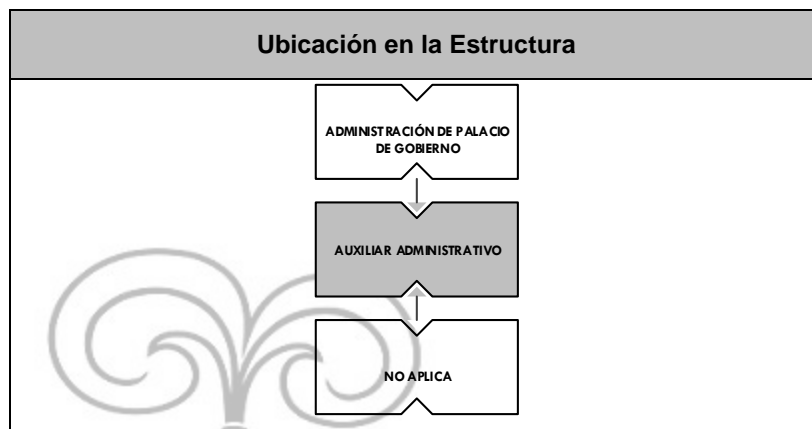 Ubicación en la Estructura
ADMINISTRACIÓN DE PALACIO
DE GOBIERNO
AUXILIAR ADMINISTRATIVO
NO APLICA